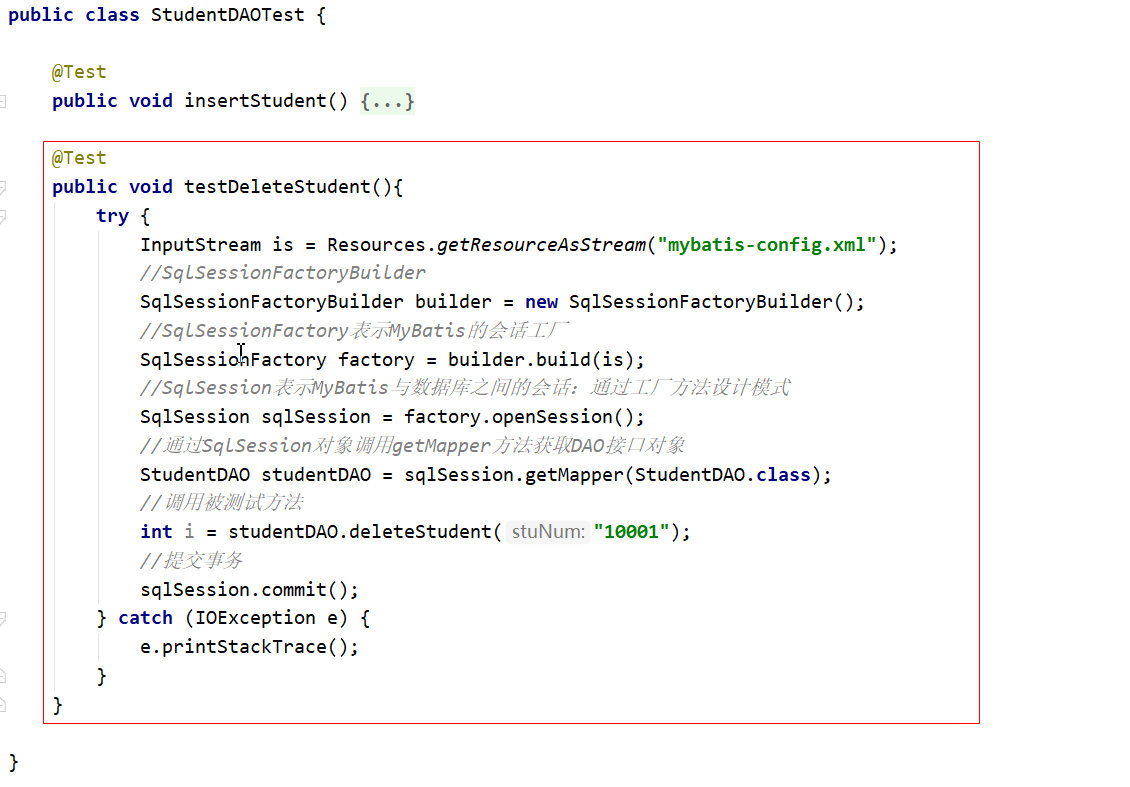 public class StudentDAOTest {
@Test
public void insertStudent() {...}
@Test
public void testDeleteStudent(){
try {
InputStream is = Resources.getResourceAsStream("mybatis-config.xml");
//SqlSessionFactoryBuilder
SqlSessionFactoryBuilder builder = new SqlSessionFactoryBuilder();
//SqlSessionFactory表示MyBatis的会话工厂
SqlSessionFactory factory = builder.build(is);
//SqlSession表示MyBatis与数据库之间的会话：通过工厂方法设计模式
SqlSession sqlSession = factory.openSession();
//通过SqlSession对象调用getMapper方法获取DAO接口对象
StudentDAO studentDAO = sqlSession.getMapper(StudentDAO.class);
//调用被测试方法
int i = studentDAO.deleteStudent( stuNum: "10001");
//提交事务
sqlSession.commit();
} catch (IOException e) {
e.printStackTrace();
}
}
}